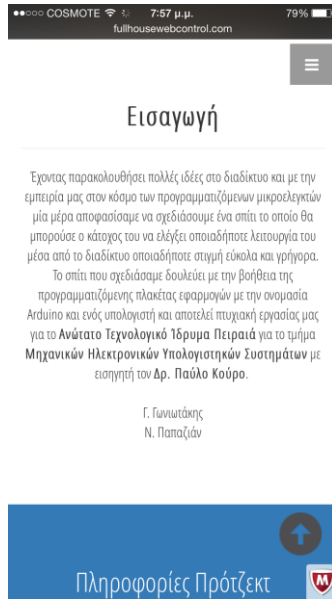 COSMOTE 7:57 μ.μ. 79%
fullhousewebcontrol.com
Εισαγωγή
Έχοντας παρακολουθήσει πολλές ιδέες στο διαδίκτυο και με την
εμπειρία μας στον κόσμο των προγραμματιζόμενων μικροελεγκτών
μία μέρα αποφασίσαμε να σχεδιάσουμε ένα σπίτι το οποίο θα
μπορούσε ο κάτοχος του να ελέγξει οποιαδήποτε λειτουργία του
μέσα από το διαδίκτυο οποιαδήποτε στιγμή εύκολα και γρήγορα.
Το σπίτι που σχεδιάσαμε δουλεύει με την βοήθεια της
προγραμματιζόμενης πλακέτας εφαρμογών με την ονομασία
Arduino και ενός υπολογιστή και αποτελεί πτυχιακή εργασίας μας
για το Ανώτατο Τεχνολογικό Ίδρυμα Πειραιά για το τμήμα
Μηχανικών Ηλεκτρονικών Υπολογιστηκών Συστημάτων με
εισηγητή τον Δρ. Παύλο Κούρο.
Γ. Γωνιωτάκης
Ν. Παπαζιάν
Πληροφορίες Πρότζεκτ